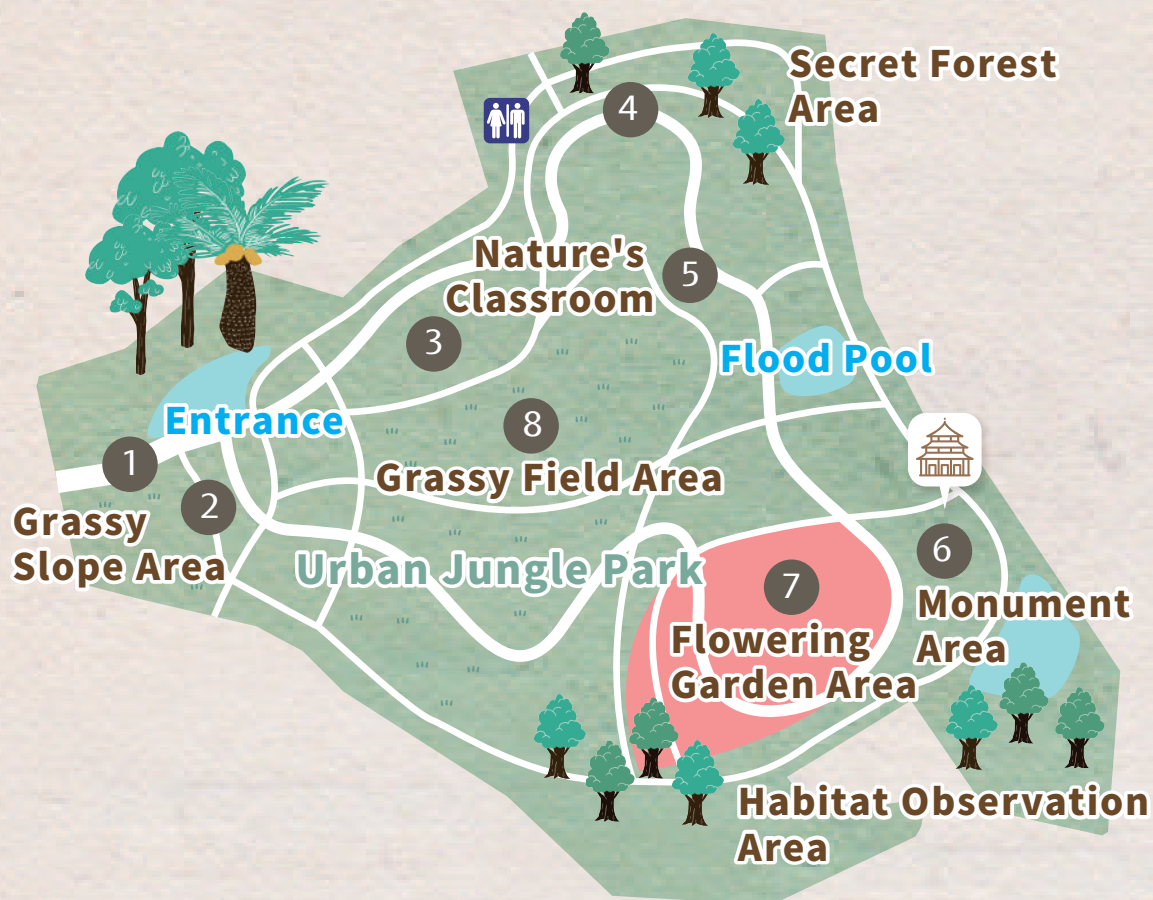 Secret Forest
Area
4
Nature's
Classroom
5
3
Flood Pool
Entrance
8
1
Grassy Field Area
2
Grassy
Slope Area
6
Urban Jungle Park
7
Monument
Area
Flowering
Garden Area
Habitat Observation
Area